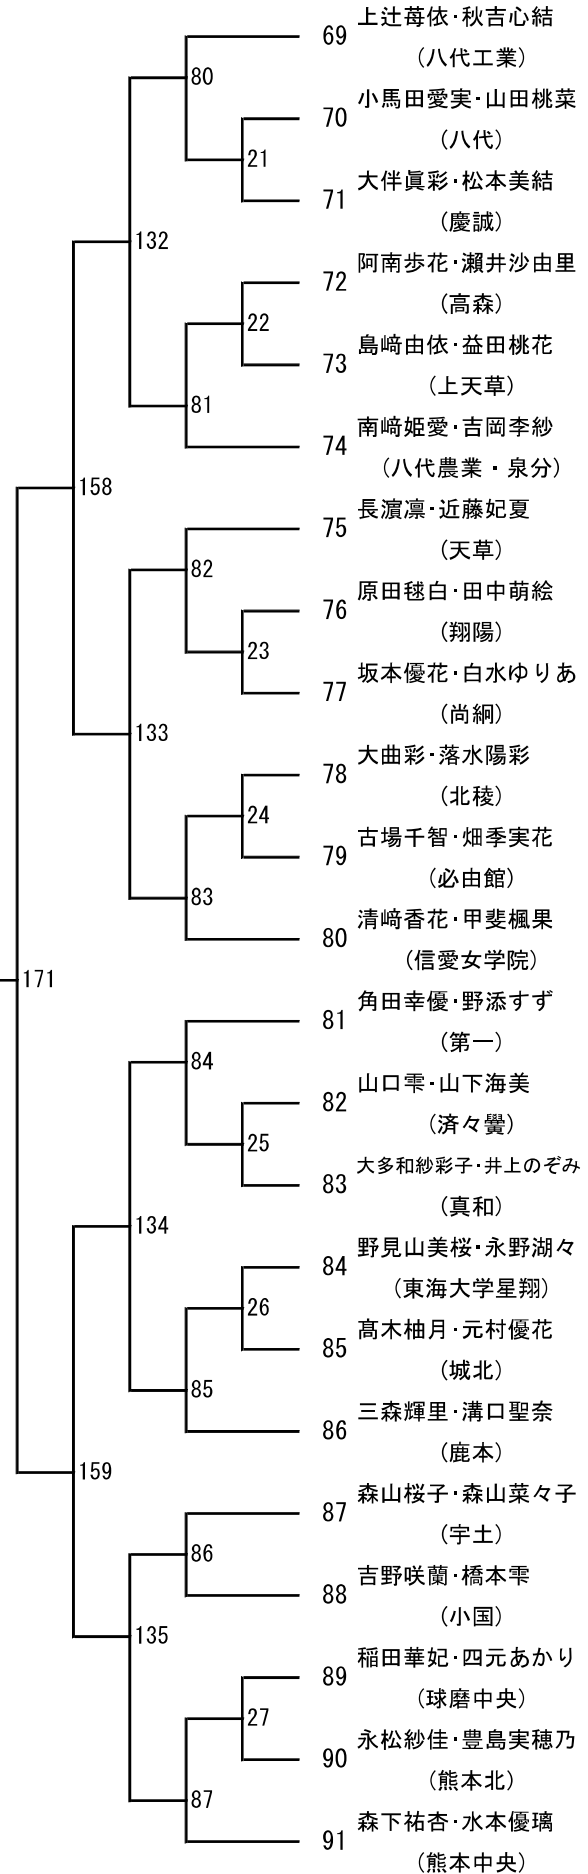 69 上辻苺依･秋吉心結
(八代工業)
80
70 小馬田愛実･山田桃菜
(八代)
21
71 大伴眞彩･松本美結
(慶誠)
132
72 阿南歩花･瀨井沙由里
(高森)
22
73 島﨑由依･益田桃花
(上天草)
81
74 南﨑姫愛･吉岡李紗
(八代農業・泉分)
158
75 長濵凛･近藤妃夏
(天草)
82
76 原田毬白･田中萌絵
(翔陽)
23
77 坂本優花･白水ゆりあ
(尚絅)
133
78 大曲彩･落水陽彩
(北稜)
24
79 古場千智･畑季実花
(必由館)
83
80 清﨑香花･甲斐楓果
(信愛女学院)
171
81 角田幸優･野添すず
(第一)
84
82 山口雫･山下海美
(済々黌)
25
83 大多和紗彩子･井上のぞみ
(真和)
134
84 野見山美桜･永野湖々
(東海大学星翔)
26
85 髙木柚月･元村優花
(城北)
85
86 三森輝里･溝口聖奈
(鹿本)
159
87 森山桜子･森山菜々子
(宇土)
86
88 吉野咲蘭･橋本雫
(小国)
135
89 稲田華妃･四元あかり
(球磨中央)
27
90 永松紗佳･豊島実穂乃
(熊本北)
87
91 森下祐杏･水本優璃
(熊本中央)